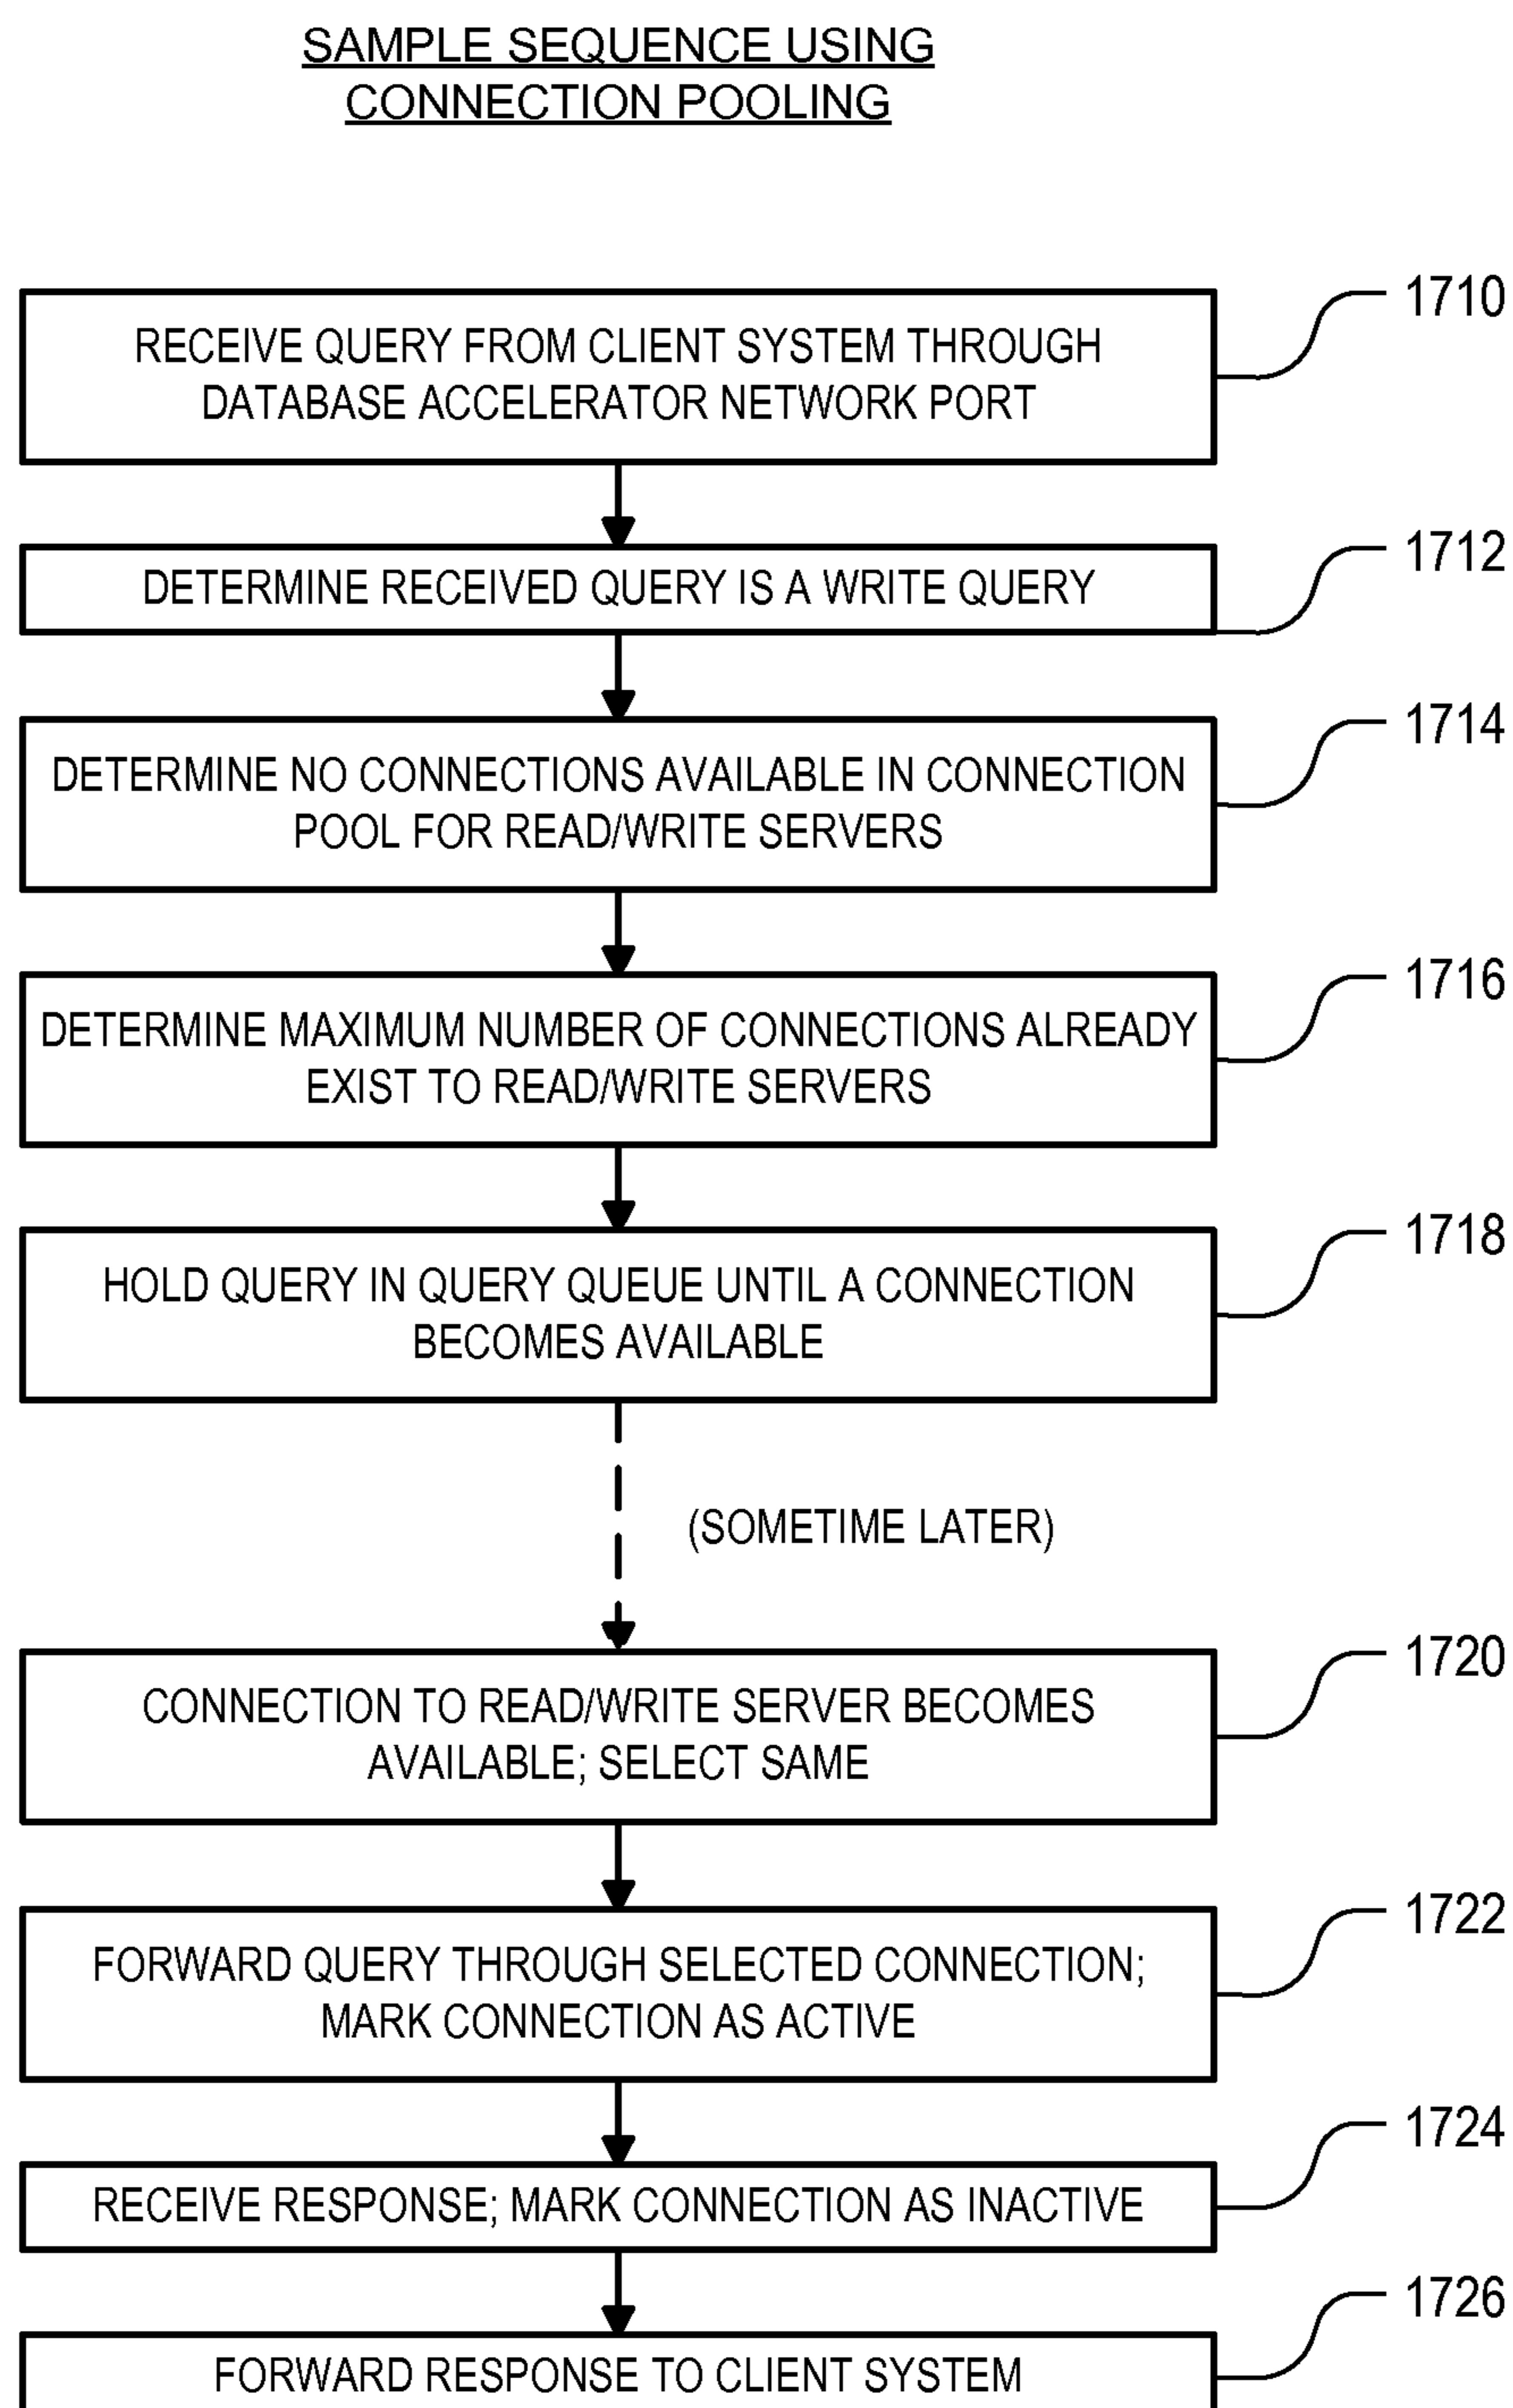 SAMPLE SEQUENCE USING
CONNECTION POOLING
1710
RECEIVE QUERY FROM CLIENT SYSTEM THROUGH
DATABASE ACCELERATOR NETWORK PORT
1712
DETERMINE RECEIVED QUERY IS A WRITE QUERY
1714
DETERMINE NO CONNECTIONS AVAILABLE IN CONNECTION
POOL FOR READ/WRITE SERVERS
1716
DETERMINE MAXIMUM NUMBER OF CONNECTIONS ALREADY
EXIST TO READ/WRITE SERVERS
1718
HOLD QUERY IN QUERY QUEUE UNTIL A CONNECTION
BECOMES AVAILABLE
(SOMETIME LATER)
1720
CONNECTION TO READ/WRITE SERVER BECOMES
AVAILABLE; SELECT SAME
1722
FORWARD QUERY THROUGH SELECTED CONNECTION;
MARK CONNECTION AS ACTIVE
1724
RECEIVE RESPONSE; MARK CONNECTION AS INACTIVE
1726
FORWARD RESPONSE TO CLIENT SYSTEM